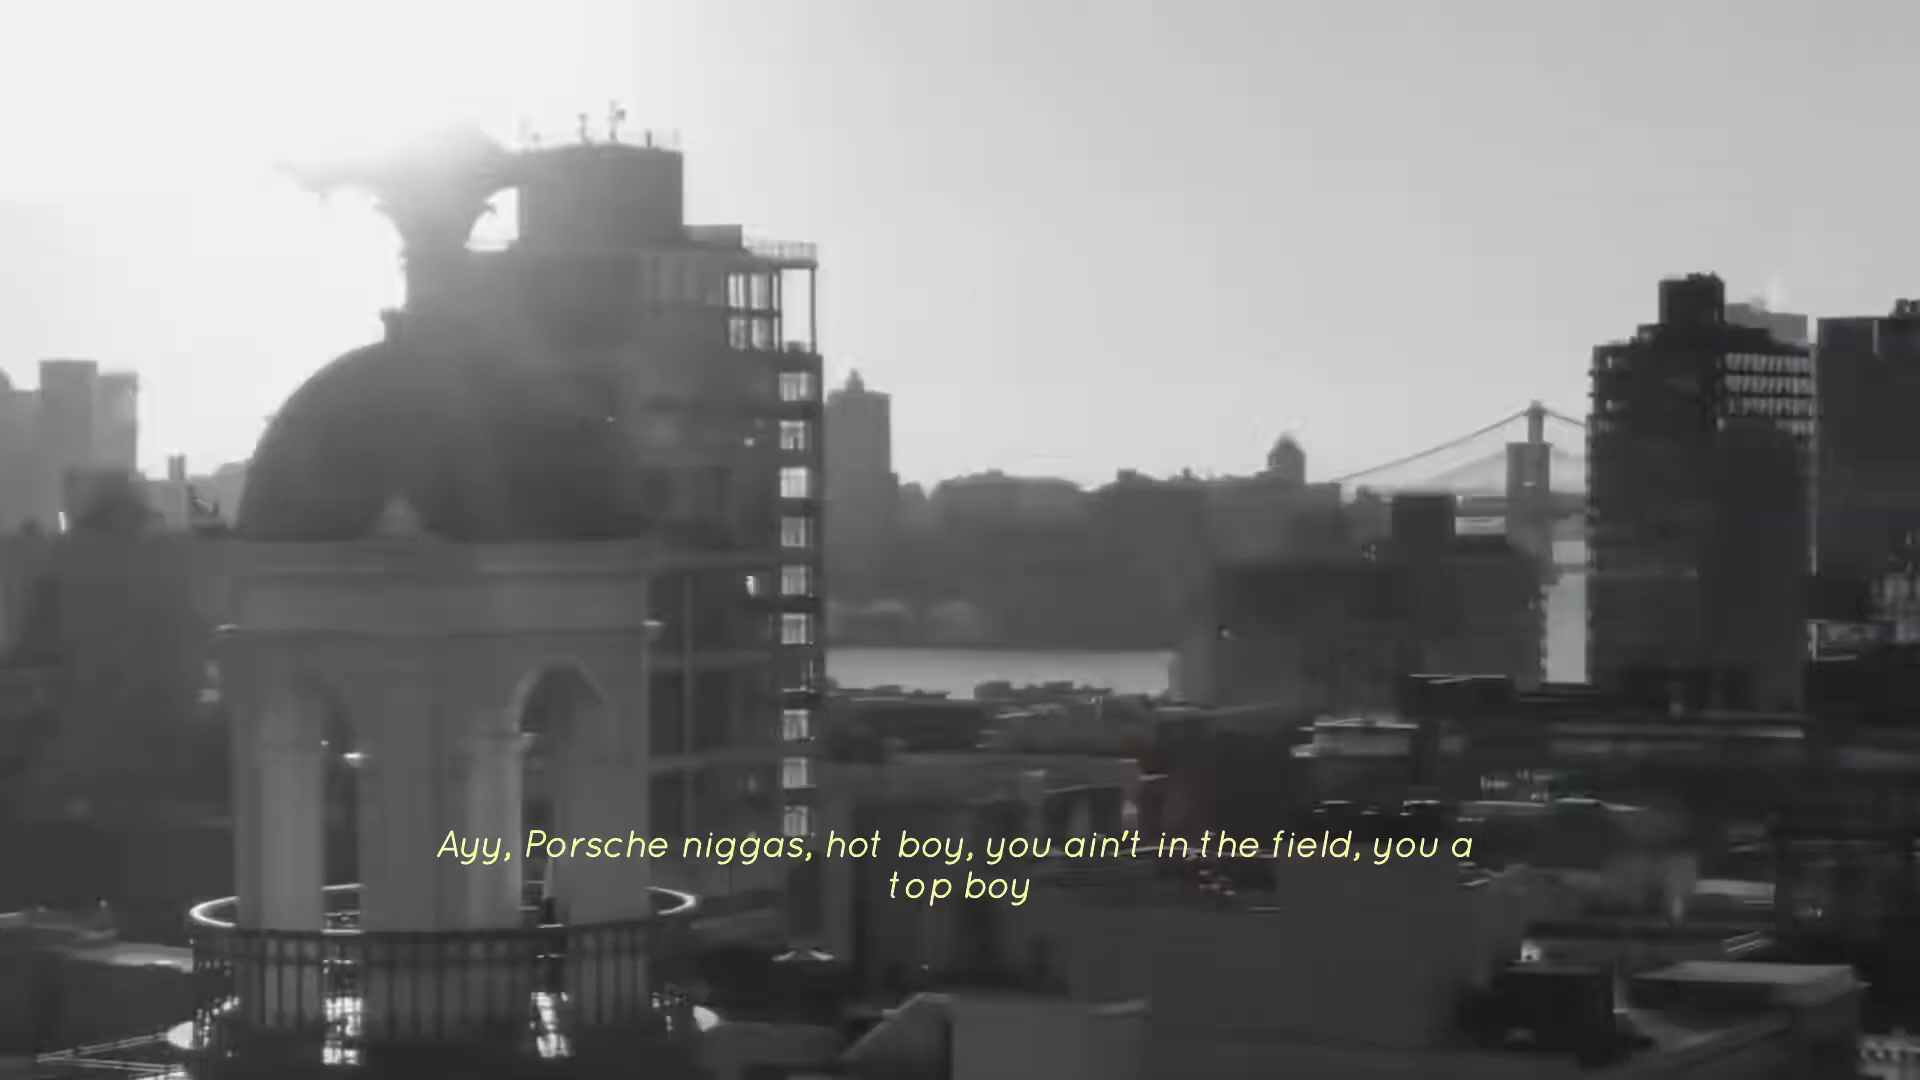 Ayy, Porsche niggas, hot boy, you ain't in the field, you a
top boy